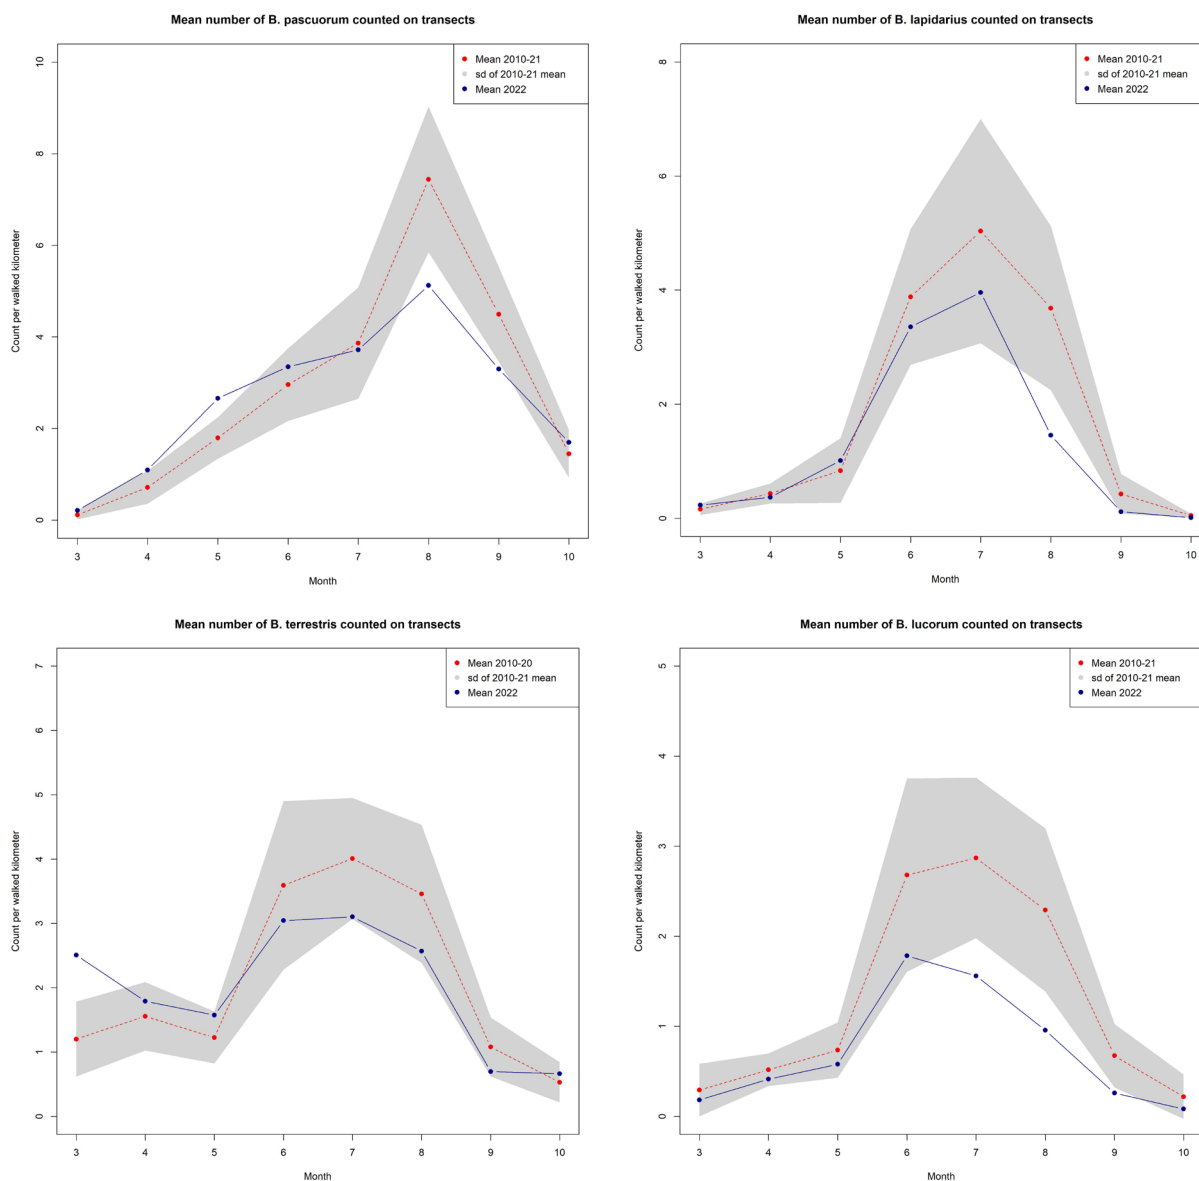 Mean number of B. pascuorum counted on transects
Mean 2010-21
sd of 2010-21 mean
Mean 2022
Count per walked kilometer
10
8
6
4
2
0
3 4 5 6 7 8 9 10
Month
Mean number of B. lapidarius counted on transects
Mean 2010-21
sd of 2010-21 mean
Mean 2022
Count per walked kilometer
8
6
4
2
0
3 4 5 6 7 8 9 10
Month
Mean number of B. terrestris counted on transects
Mean 2010-20
sd of 2010-21 mean
Mean 2022
Count per walked kilometer
7
6
5
4
3
2
1
0
3 4 5 6 7 8 9 10
Month
Mean number of B. lucorum counted on transects
Mean 2010-21
sd of 2010-21 mean
Mean 2022
Count per walked kilometer
5
4
3
2
1
0
3 4 5 6 7 8 9 10
Month